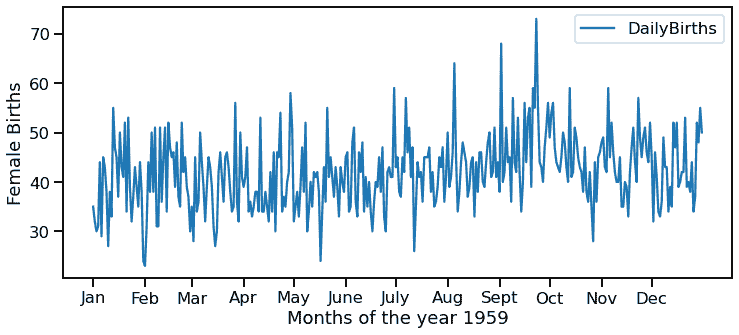 DailyBirths
70
60
50
40
30
Female Births
Jan Feb Mar Apr May June July Aug Sept Oct Nov Dec
Months of the year 1959